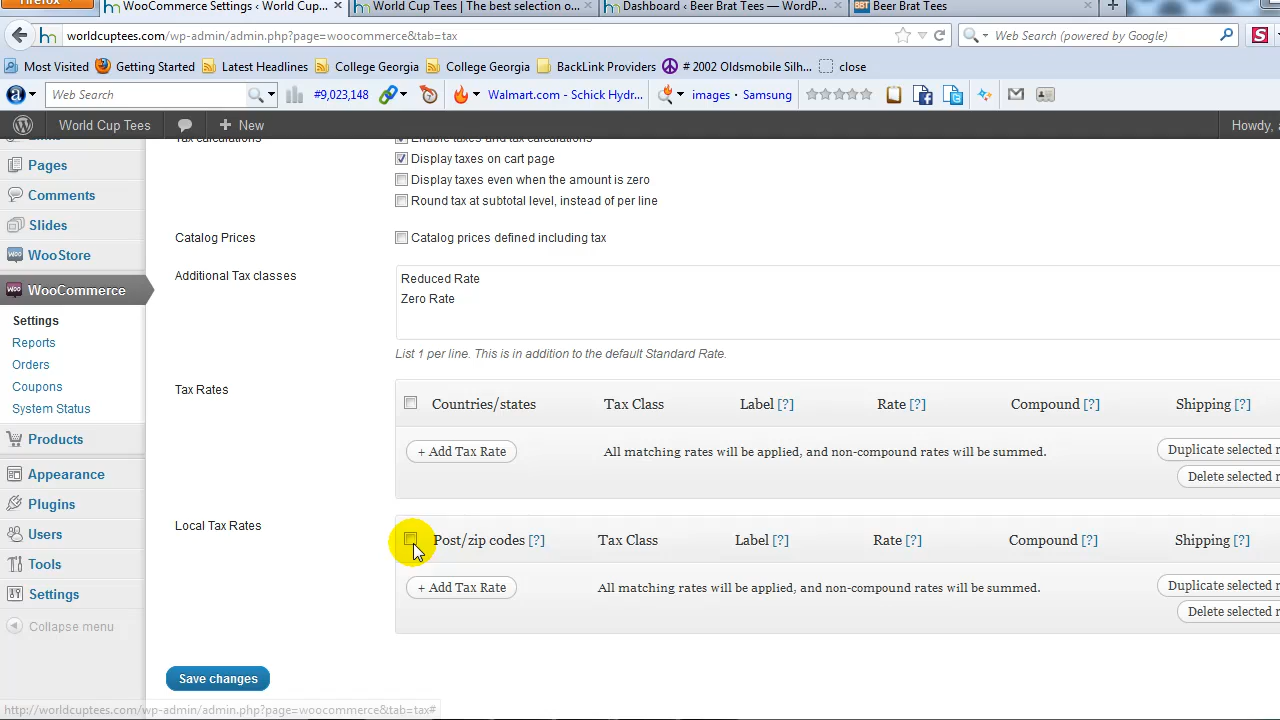 Firefox
WooCommerce Settings ‹ World Cup... ×
World Cup Tees | The best selection o... ×
Dashboard ‹ Beer Brat Tees — WordP... ×
BBT Beer Brat Tees ×
worldcuptees.com/wp-admin/admin.php?page=woocommerce&tab=tax
Web Search (powered by Google)
S
Most Visited Getting Started Latest Headlines College Georgia College Georgia BackLink Providers # 2002 Oldsmobile Silh... close
a Web Search #9,023,148 Walmart.com - Schick Hydr... images · Samsung
World Cup Tees + New Howdy, a
Pages
Comments
Slides
WooStore
WooCommerce
Settings
Reports
Orders
Coupons
System Status
Products
Appearance
Plugins
Users
Tools
Settings
Collapse menu
Tax calculations
Enable taxes and tax calculations
Display taxes on cart page
Display taxes even when the amount is zero
Round tax at subtotal level, instead of per line
Catalog Prices
Catalog prices defined including tax
Additional Tax classes
Reduced Rate
Zero Rate
List 1 per line. This is in addition to the default Standard Rate.
Tax Rates
Countries/states Tax Class Label [?] Rate [?] Compound [?] Shipping [?]
+ Add Tax Rate All matching rates will be applied, and non-compound rates will be summed. Duplicate selected r
Delete selected r
Local Tax Rates
Post/zip codes [?] Tax Class Label [?] Rate [?] Compound [?] Shipping [?]
+ Add Tax Rate All matching rates will be applied, and non-compound rates will be summed. Duplicate selected r
Delete selected r
Save changes
http://worldcuptees.com/wp-admin/admin.php?page=woocommerce&tab=tax#